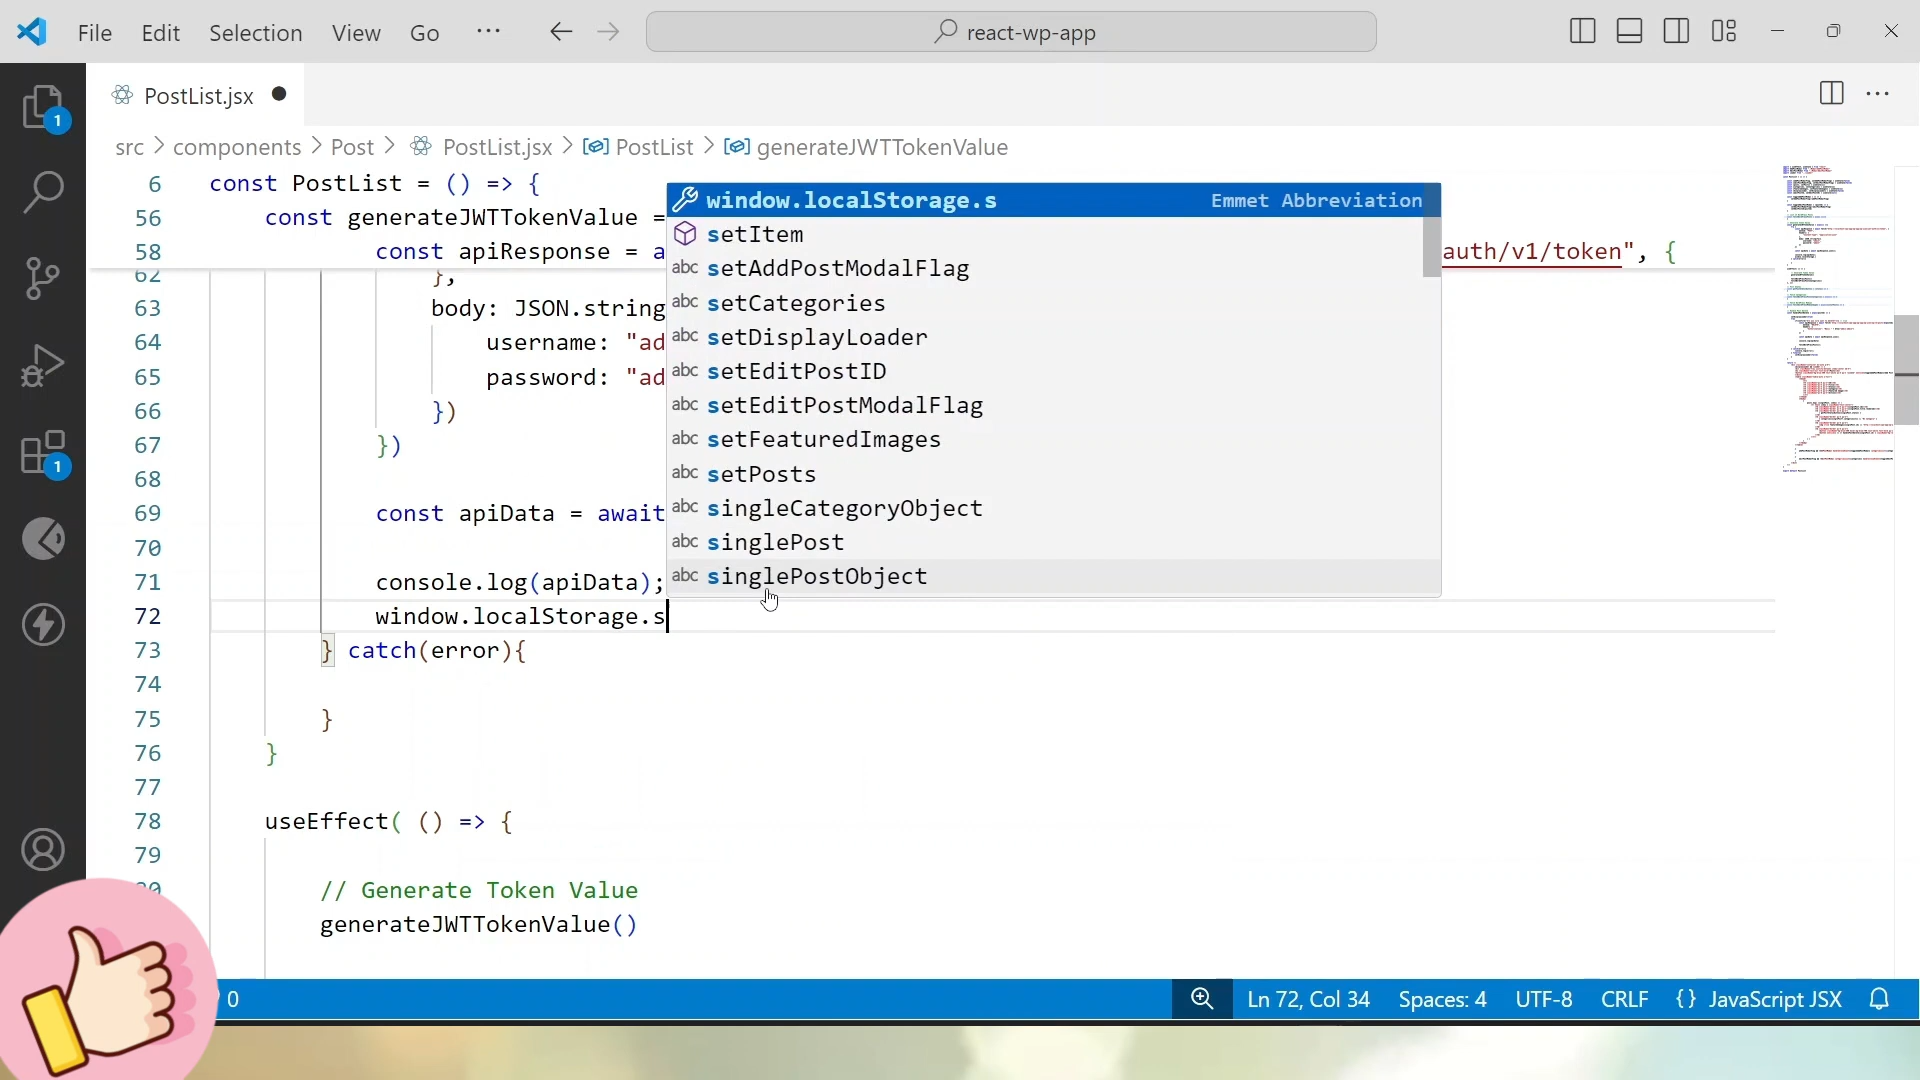 File Edit Selection View Go ··· react-wp-app
PostList.jsx
src > components > Post > PostList.jsx > PostList > generateJWTTokenValue
6 const PostList = () => {
56 const generateJWTTokenValue =
58 const apiResponse = a auth/v1/token", {
62 },
63 body: JSON.string
64 username: "ad
65 password: "ad
66 })
67 })
68
69 const apiData = await
70
71 console.log(apiData);
72 window.localStorage.s
73 } catch(error){
74
75 }
76 }
77
78 useEffect( () => {
79
// Generate Token Value
generateJWTTokenValue()
window.localStorage.s Emmet Abbreviation
setItem
abc setAddPostModalFlag
abc setCategories
abc setDisplayLoader
abc setEditPostID
abc setEditPostModalFlag
abc setFeaturedImages
abc setPosts
abc singleCategoryObject
abc singlePost
abc singlePostObject
1
1
0 Ln 72, Col 34 Spaces: 4 UTF-8 CRLF {} JavaScript JSX